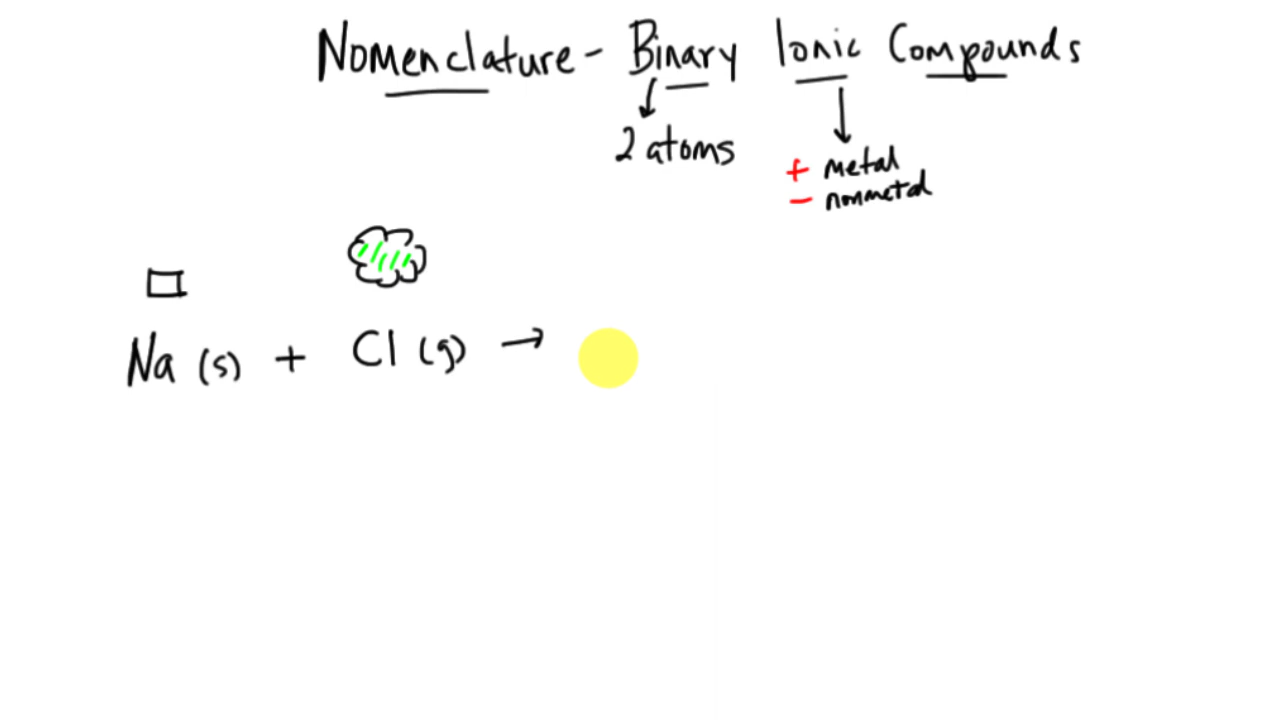 Nomenclature - Binary Ionic Compounds
2 atoms
+ metal
- nonmetal
Na (s) + Cl (g) →